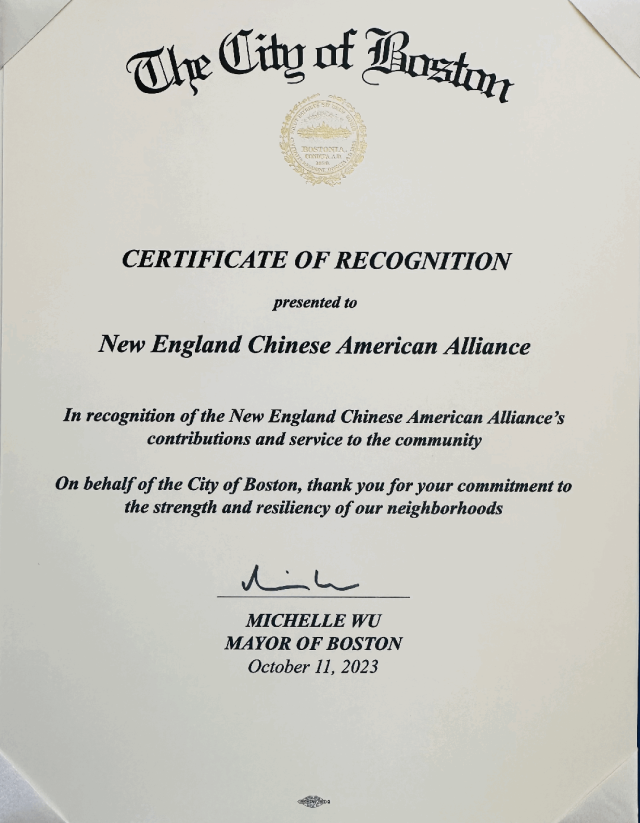 The City of Boston
BOSTONIA
CERTIFICATE OF RECOGNITION
presented to
New England Chinese American Alliance
In recognition of the New England Chinese American Alliance's
contributions and service to the community
On behalf of the City of Boston, thank you for your commitment to
the strength and resiliency of our neighborhoods
MICHELLE WU
MAYOR OF BOSTON
October 11, 2023